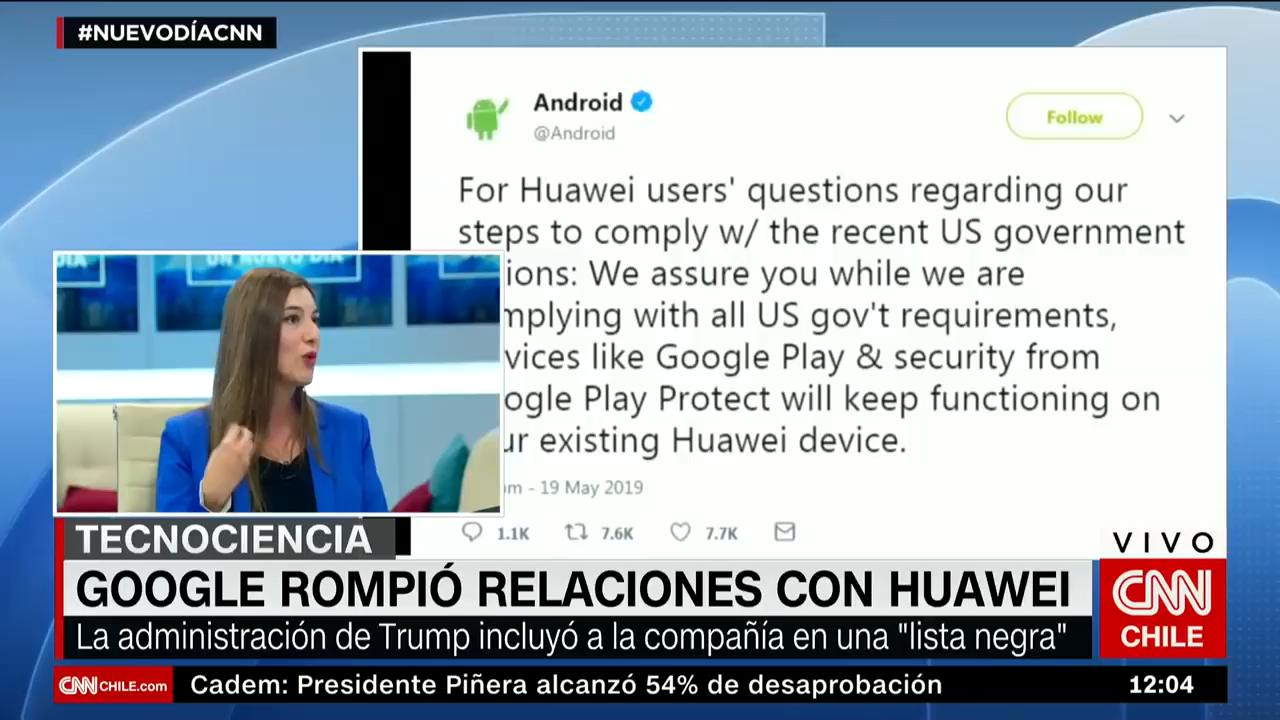 #NUEVODÍACNN
Android
@Android
Follow
For Huawei users' questions regarding our
steps to comply w/ the recent US government
We assure you while we are
with all US gov't requirements,
like Google Play & security from
Play Protect will keep functioning on
existing Huawei device.
- 19 May 2019
1.1K 7.6K 7.7K
UN NUEVO DÍA
TECNOCIENCIA
GOOGLE ROMPIÓ RELACIONES CON HUAWEI
La administración de Trump incluyó a la compañía en una "lista negra"
VIVO
CNN
CHILE
CNNCHILE.com
Cadem: Presidente Piñera alcanzó 54% de desaprobación
12:04